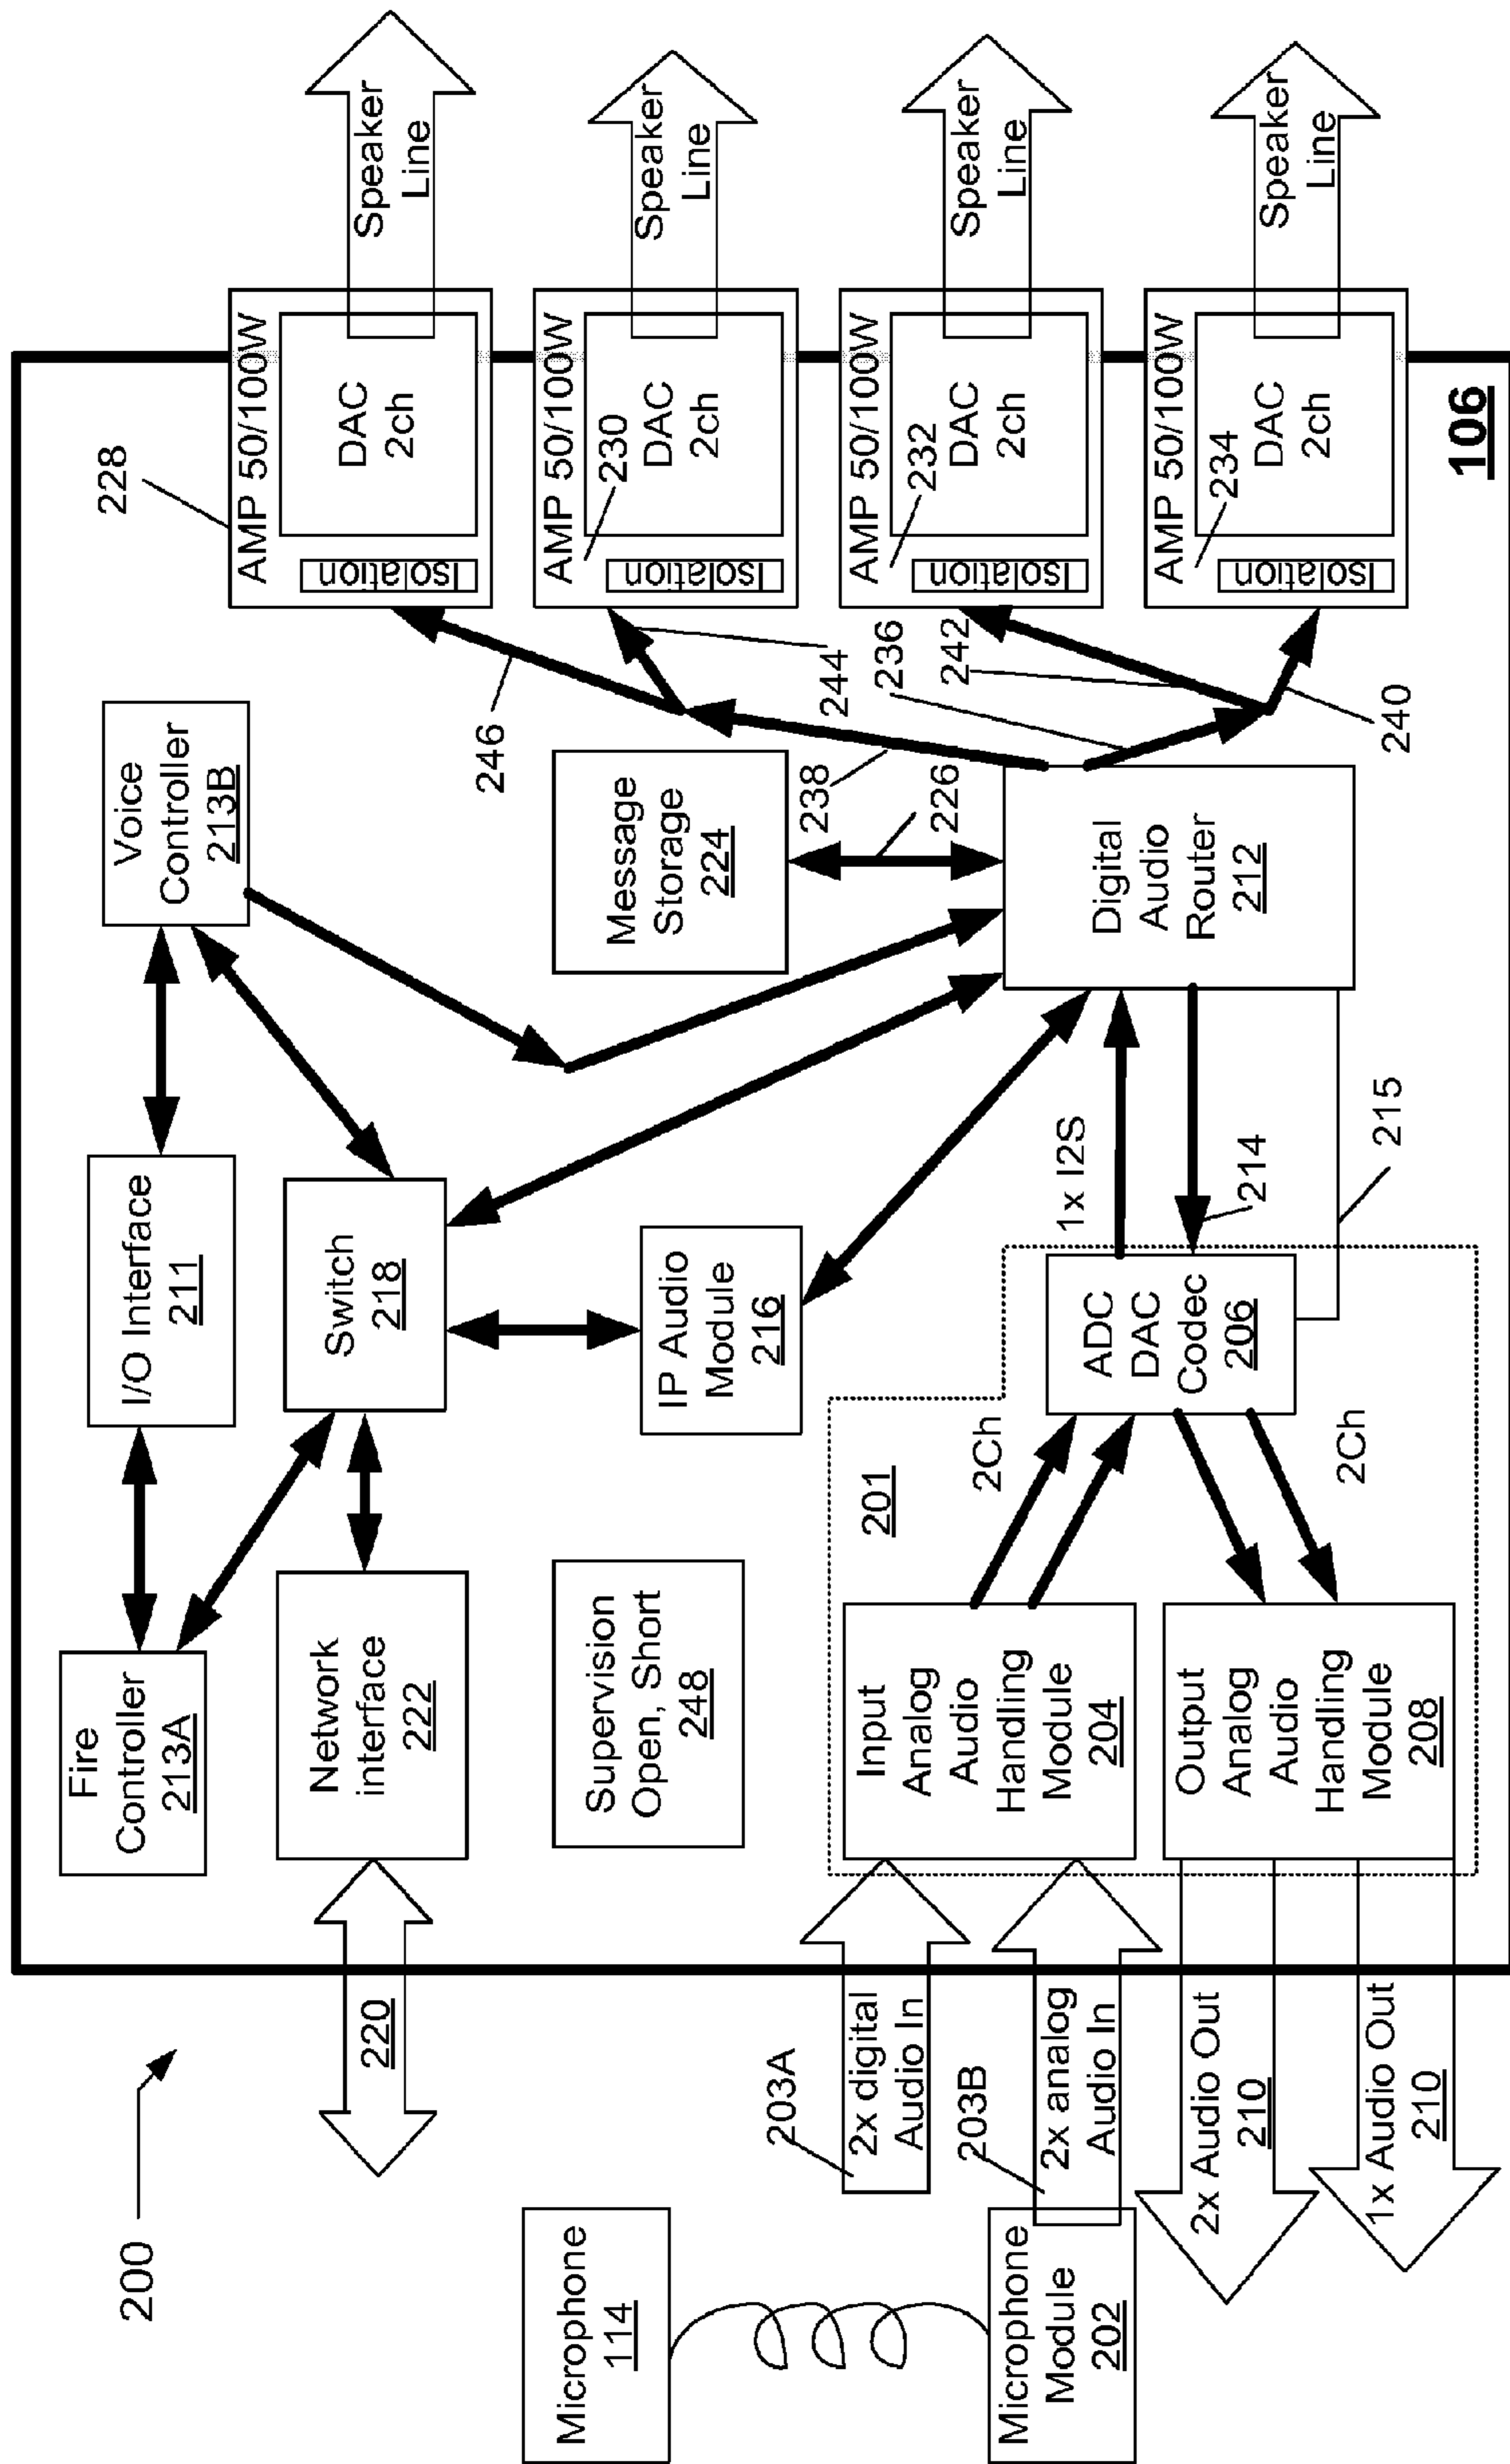 200
Microphone
114
Microphone
Module
202
220
203A
2x digital
Audio In
203B
2x analog
Audio In
2x Audio Out
210
1x Audio Out
210
Fire
Controller
213A
Network
interface
222
Supervision
Open, Short
248
201
Input
Analog
Audio
Handling
Module
204
Output
Analog
Audio
Handling
Module
208
I/O Interface
211
Switch
218
IP Audio
Module
216
2Ch
2Ch
ADC
DAC
Codec
206
1x I2S
214
215
Voice
Controller
213B
Message
Storage
224
226
Digital
Audio
Router
212
238
246
244
236
242
240
228
AMP 50/100W
Isolation
DAC
2ch
Speaker
Line
AMP 50/100W
230
Isolation
DAC
2ch
Speaker
Line
AMP 50/100W
232
Isolation
DAC
2ch
Speaker
Line
AMP 50/100W
234
Isolation
DAC
2ch
Speaker
Line
106